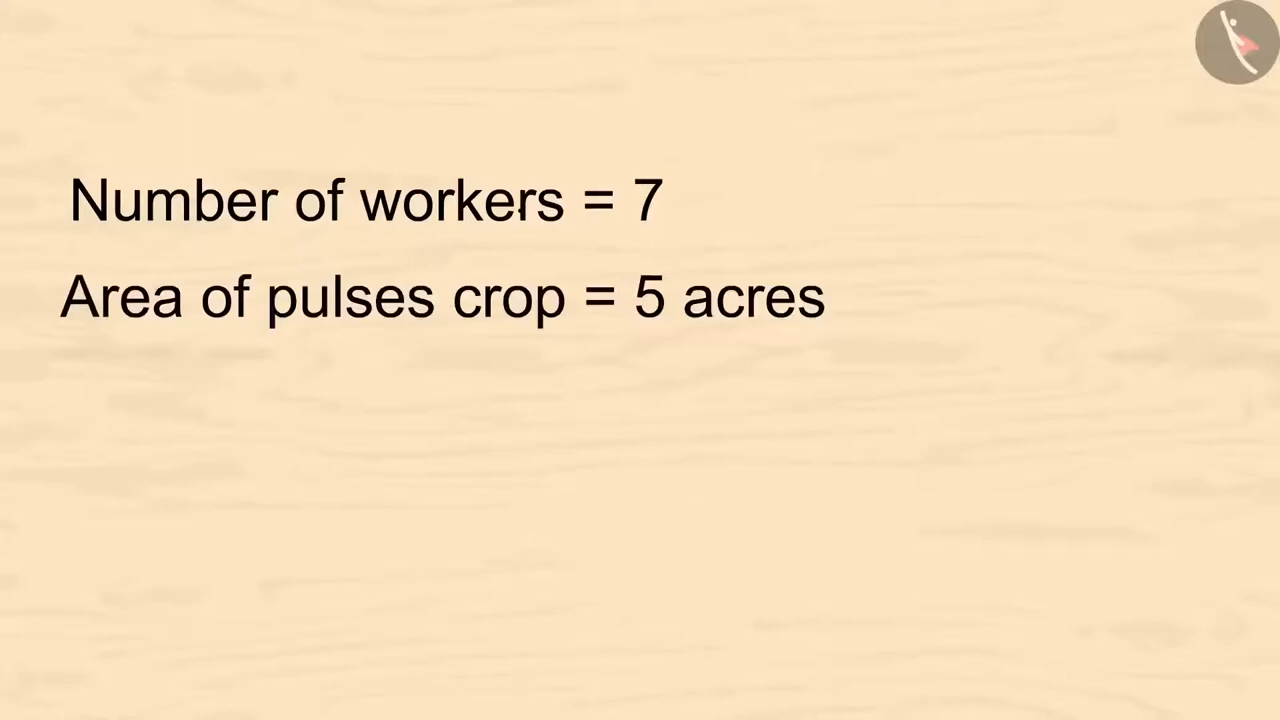 Number of workers = 7
Area of pulses crop = 5 acres